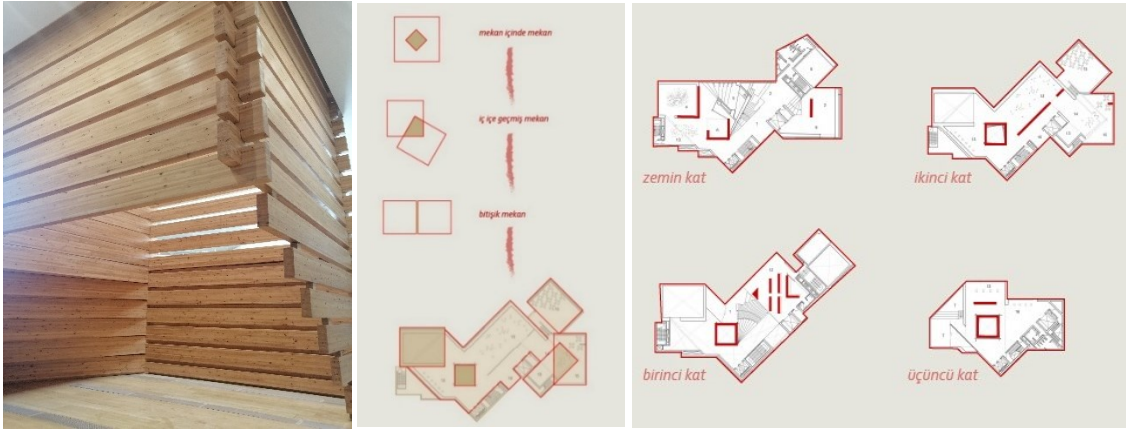 mekan içinde mekan
iç içe geçmiş mekan
bitişik mekan
zemin kat
ikinci kat
birinci kat
üçüncü kat